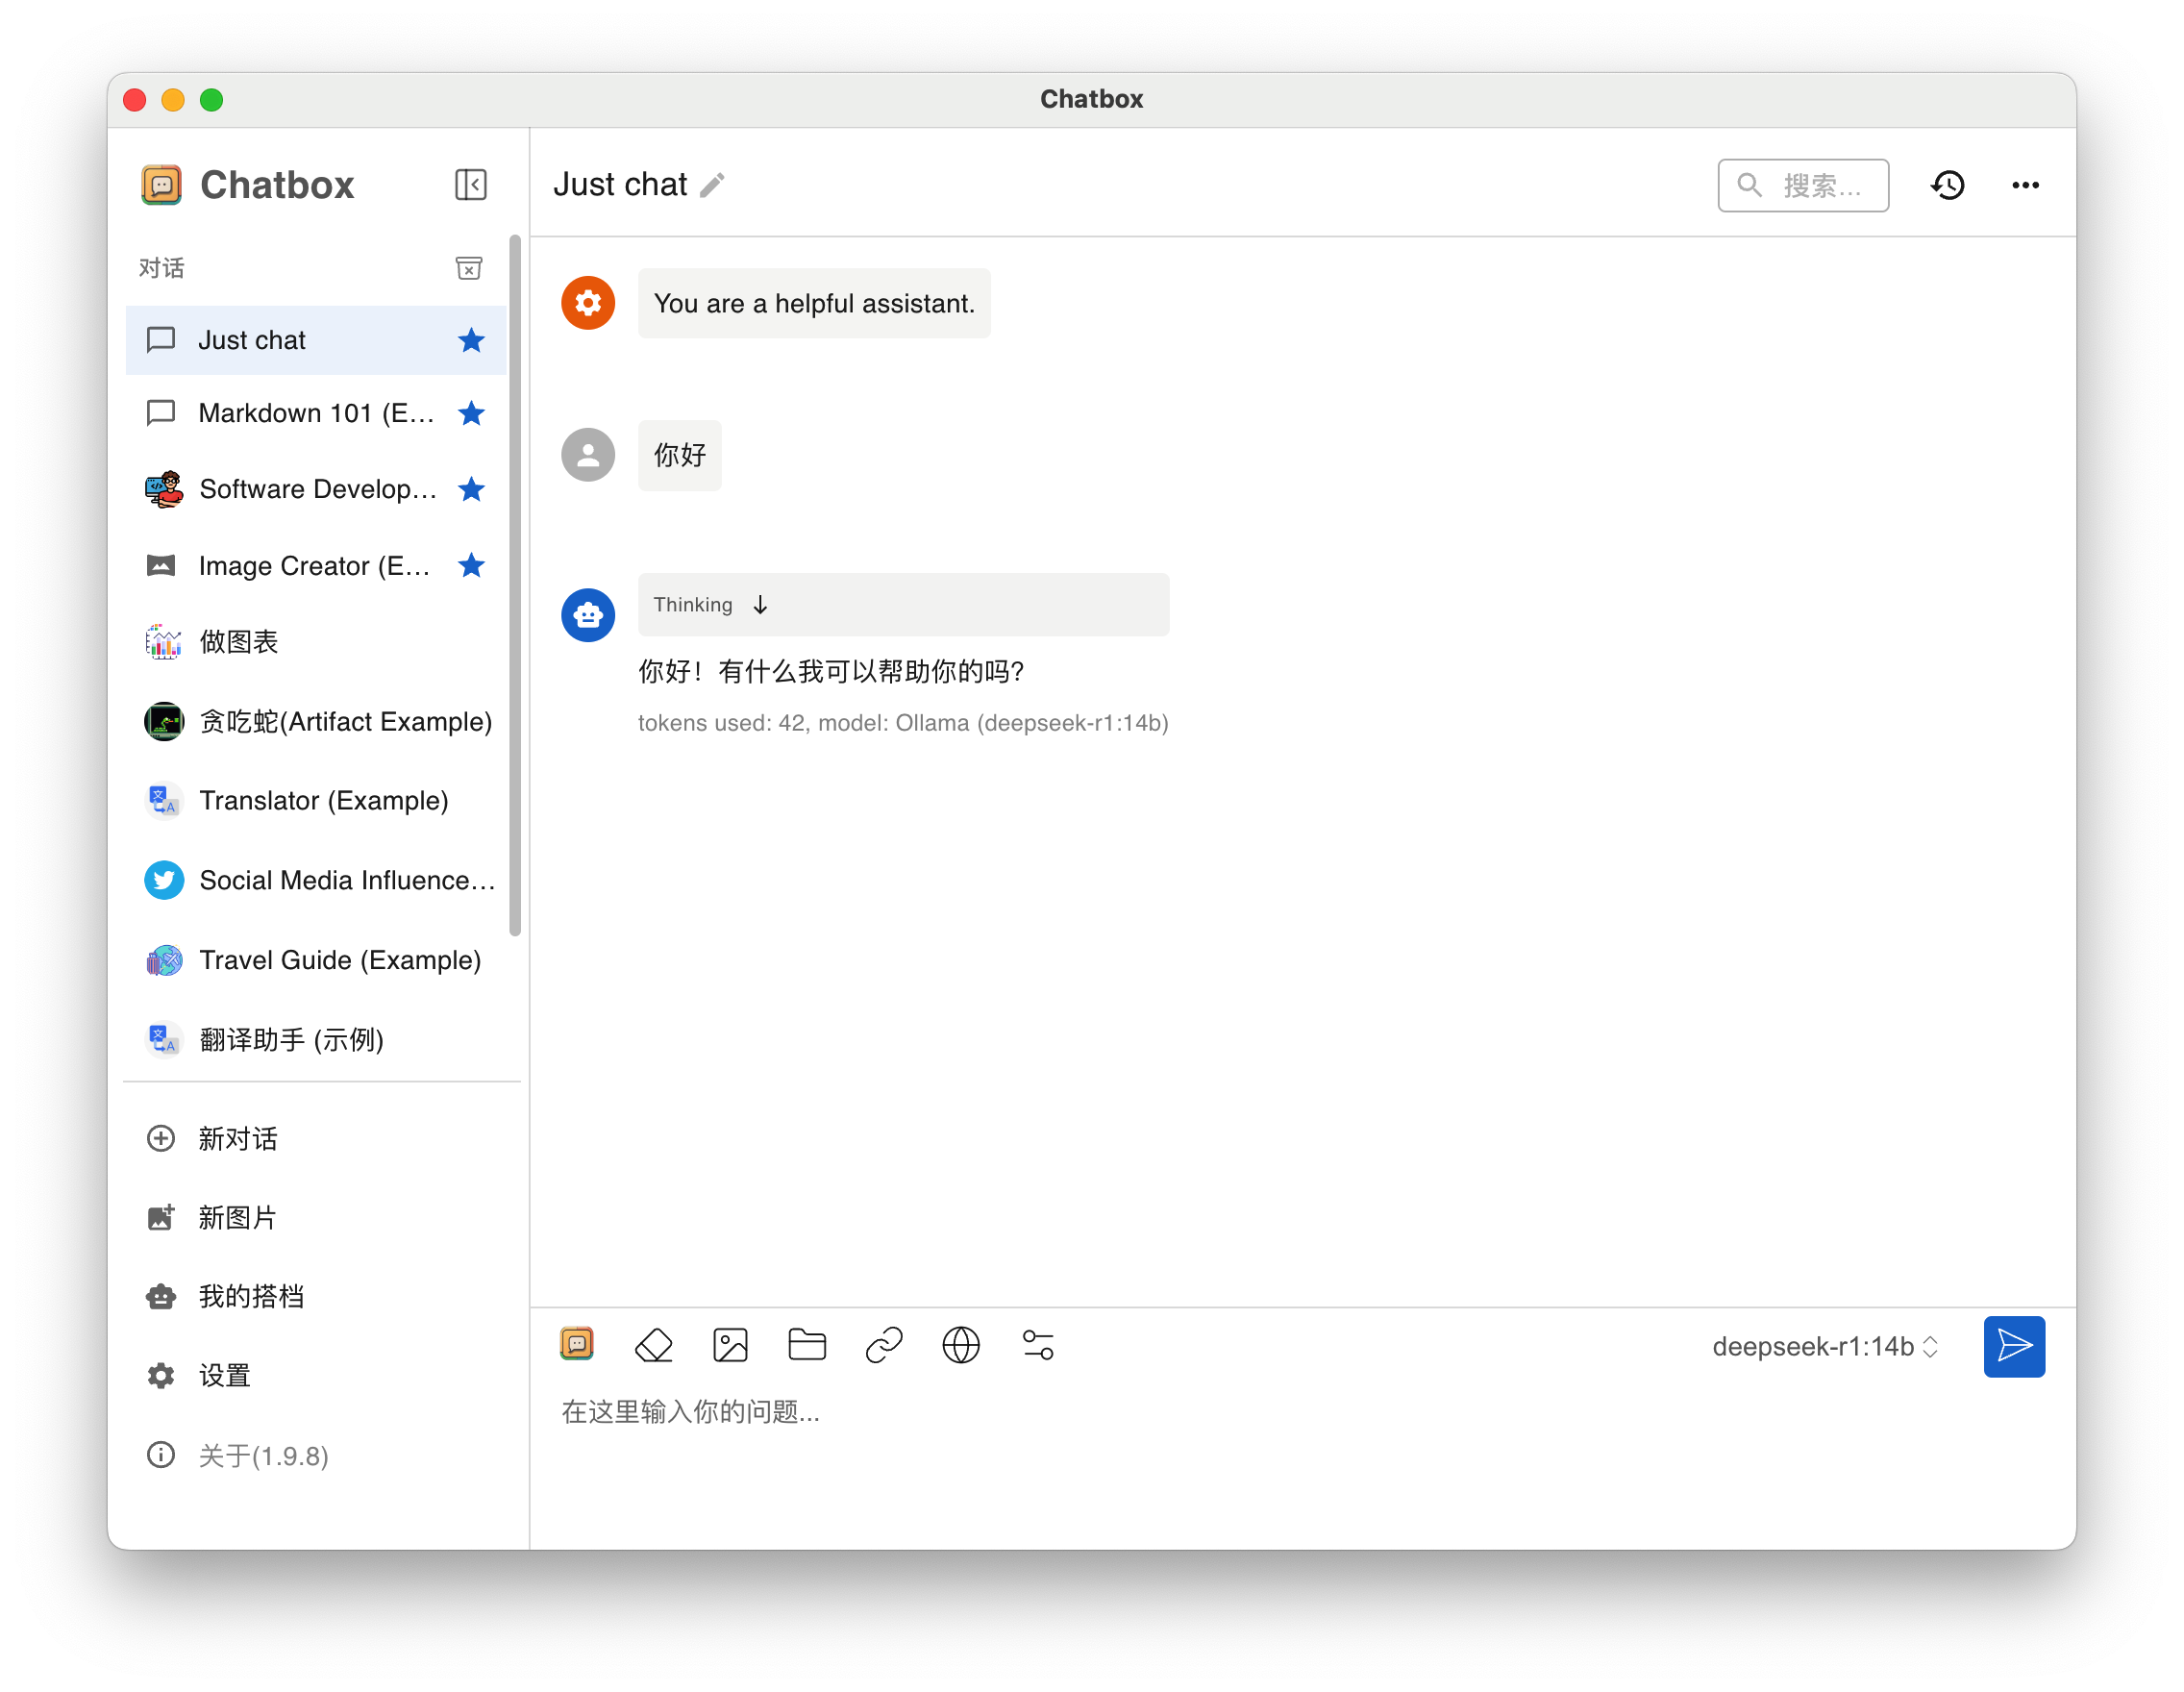 Chatbox
Chatbox
对话
Just chat
Markdown 101 (E...
Software Develop...
Image Creator (E...
做图表
贪吃蛇(Artifact Example)
Translator (Example)
Social Media Influence...
Travel Guide (Example)
翻译助手 (示例)
新对话
新图片
我的搭档
设置
关于(1.9.8)
Just chat
搜索...
You are a helpful assistant.
你好
Thinking ↓
你好！有什么我可以帮助你的吗？
tokens used: 42, model: Ollama (deepseek-r1:14b)
deepseek-r1:14b
在这里输入你的问题...